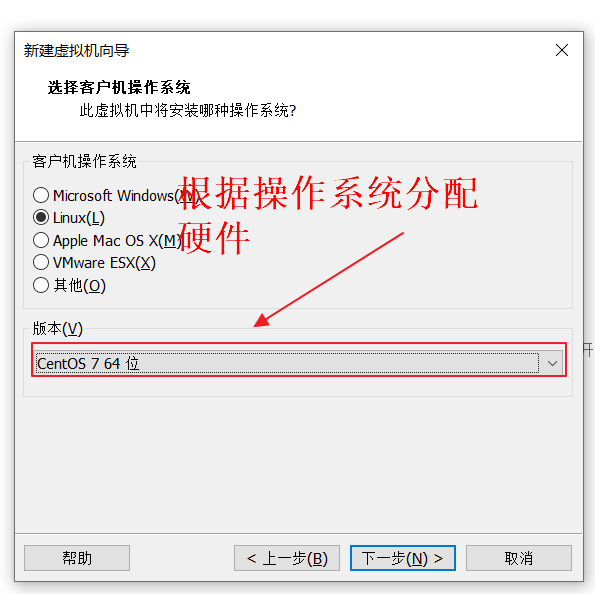 新建虚拟机向导
选择客户机操作系统
此虚拟机中将安装哪种操作系统?
客户机操作系统
Microsoft Windows(W)
根据操作系统分配
硬件
Linux(L)
Apple Mac OS X(M)
VMware ESX(X)
其他(O)
版本(V)
CentOS 7 64 位
帮助
< 上一步(B)
下一步(N) >
取消